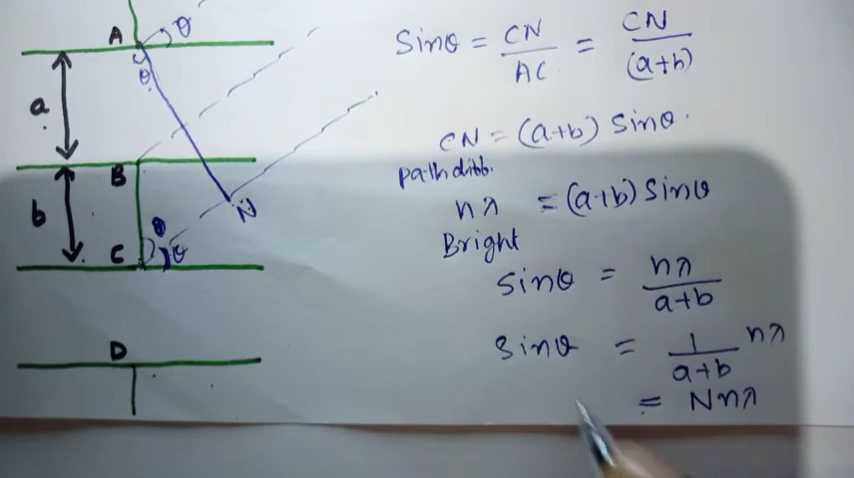 A θ
θ
a
B
b
N
θ
C θ
D
Sinθ = CN/AC = CN/(a+b)
CN = (a+b) Sinθ.
Path diff.
nλ = (a+b) Sinθ
Bright
Sinθ = nλ/a+b
Sinθ = 1/a+b nλ
= Nnλ